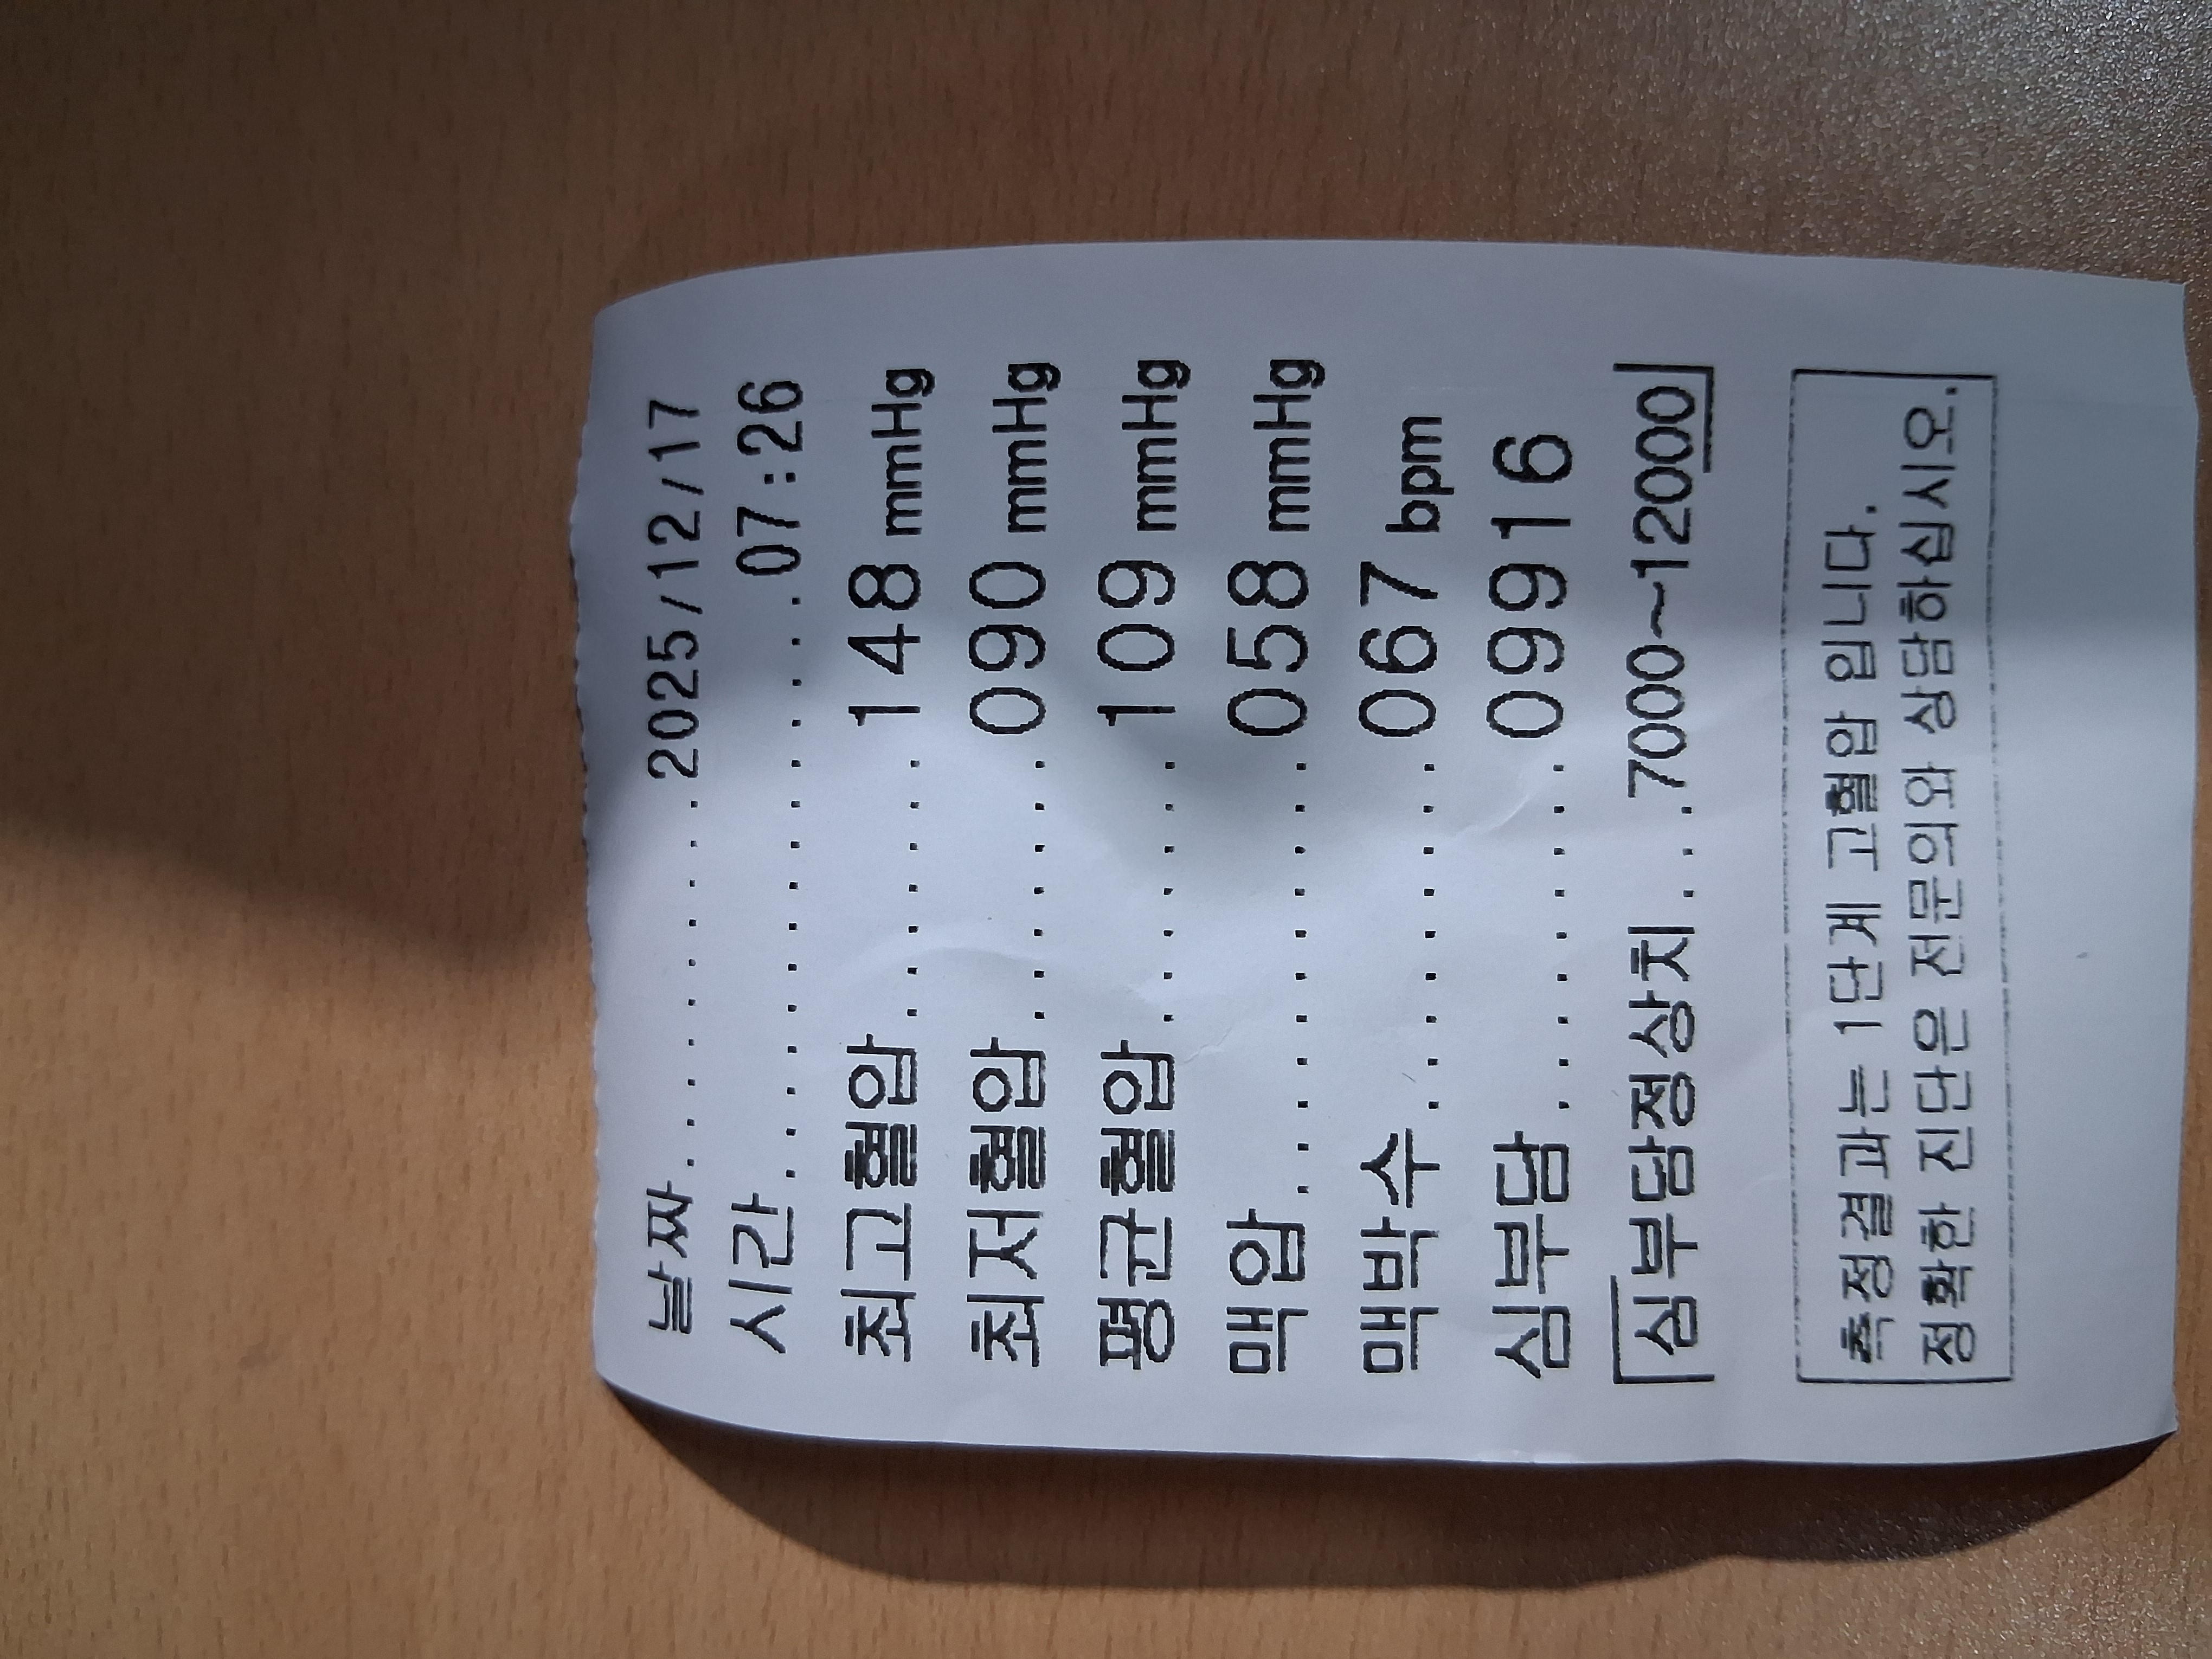 날짜..........2025/12/17
시간..............07:26
최고혈압.......148 mmHg
최저혈압.......090 mmHg
평균혈압.......109 mmHg
맥압...........058 mmHg
맥박수.........067 bpm
심부담.........09916
심부담정상치...7000~12000
측정결과는 1단계 고혈압 입니다.
정확한 진단은 전문의와 상담하십시오.